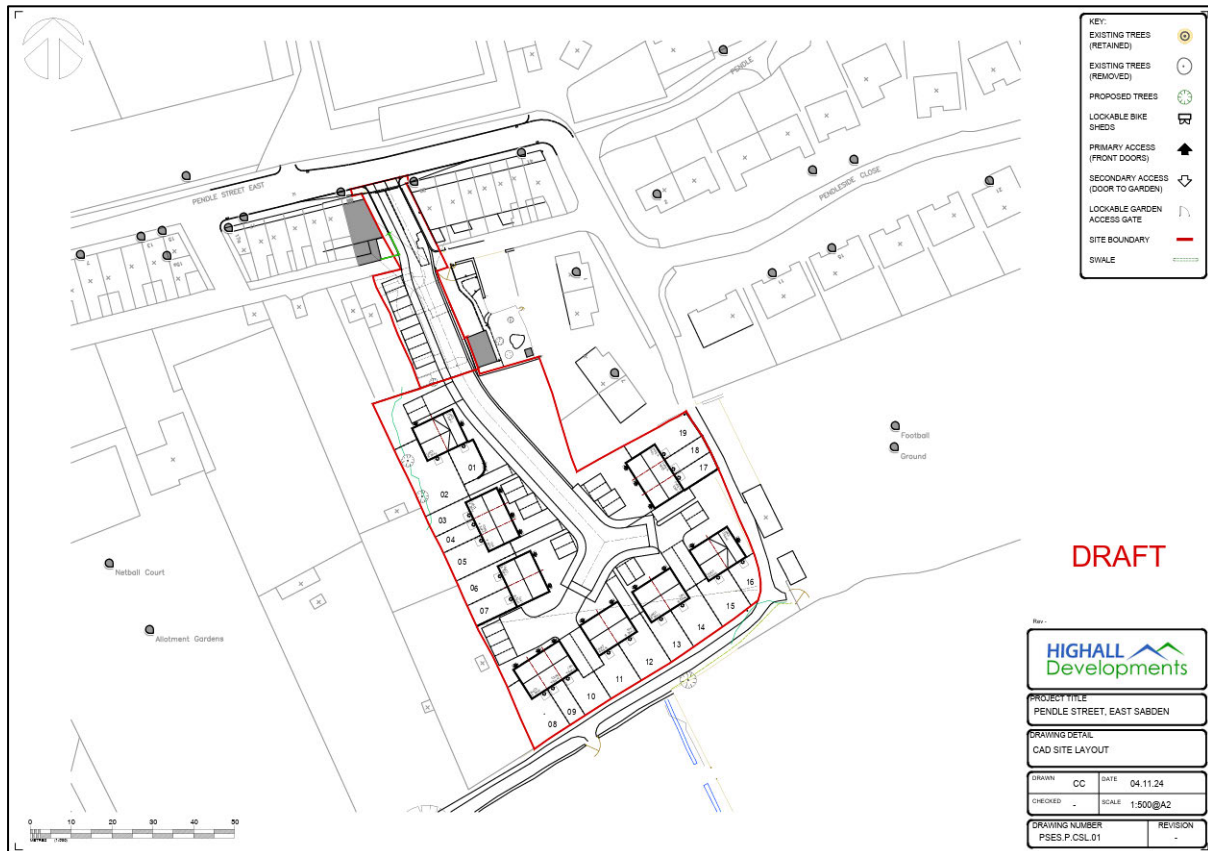 KEY:
EXISTING TREES
(RETAINED)
EXISTING TREES
(REMOVED)
PROPOSED TREES
LOCKABLE BIKE
SHEDS
PRIMARY ACCESS
(FRONT DOORS)
SECONDARY ACCESS
(DOOR TO GARDEN)
LOCKABLE GARDEN
ACCESS GATE
SITE BOUNDARY
SWALE
PENDLE
PENDLE STREET EAST
PENDLESIDE CLOSE
Football
Ground
Netball Court
Allotment Gardens
01
02
03
04
05
06
07
08
09
10
11
12
13
14
15
16
17
18
19
DRAFT
Rev -
HIGHALL
Developments
PROJECT TITLE
PENDLE STREET, EAST SABDEN
DRAWING DETAIL
CAD SITE LAYOUT
DRAWN CC DATE 04.11.24
CHECKED - SCALE 1:500@A2
DRAWING NUMBER REVISION
PSES.P.CSL.01 -
0 10 20 30 40 50